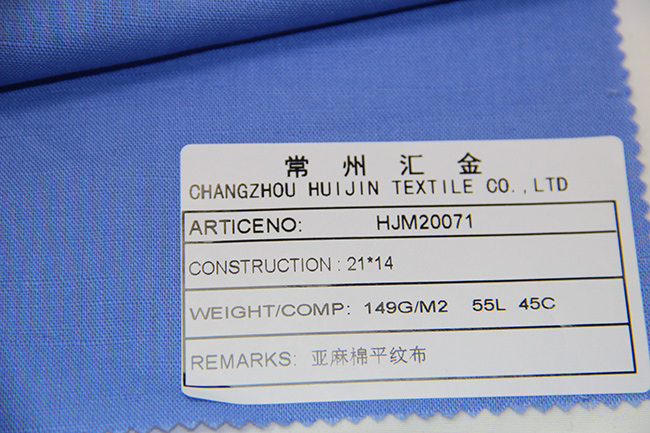 常州汇金
CHANGZHOU HUIJIN TEXTILE CO.,LTD
ARTICENO: HJM20071
CONSTRUCTION : 21*14
WEIGHT/COMP: 149G/M2 55L 45C
REMARKS: 亚麻棉平纹布